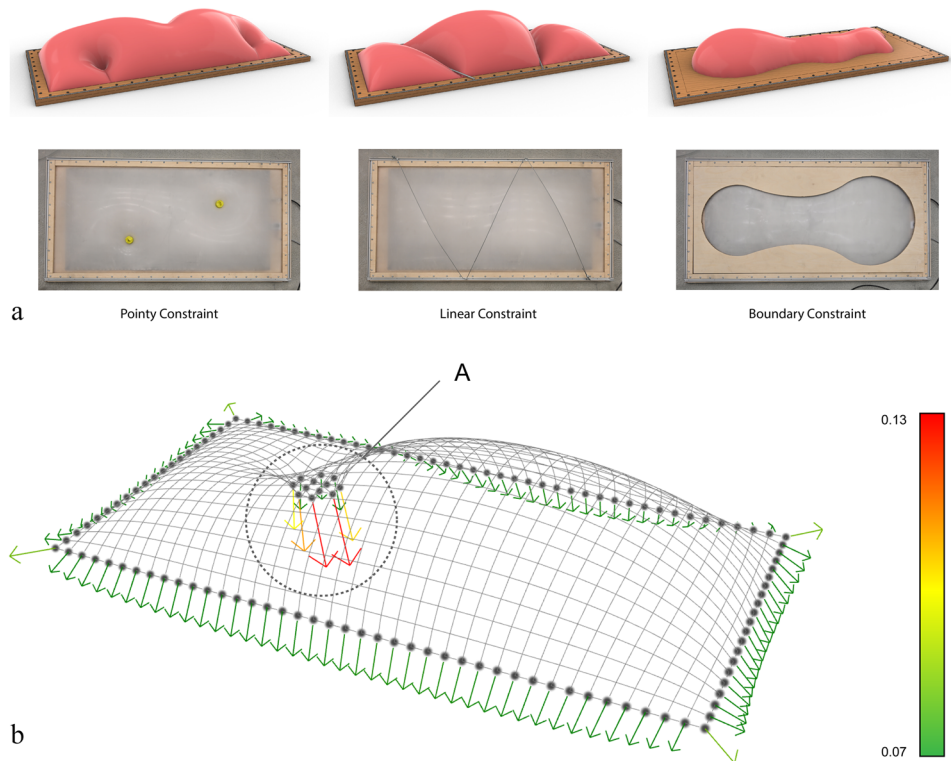 a
Pointy Constraint
Linear Constraint
Boundary Constraint
A
0.13
b
0.07